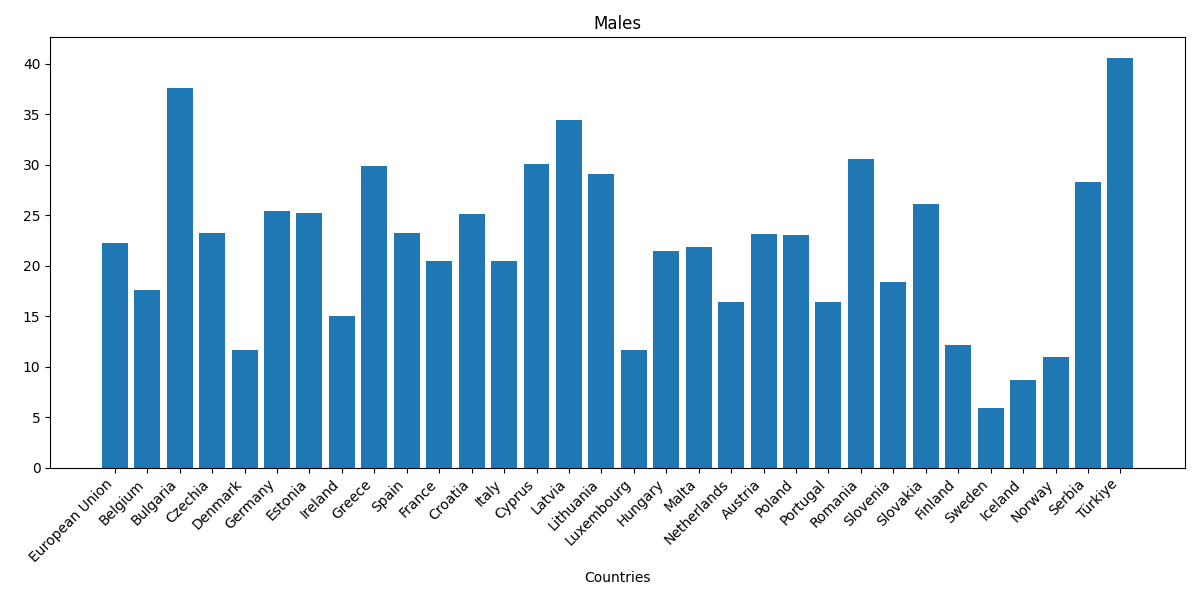 Males
40
35
30
25
20
15
10
5
0
European Union
Belgium
Bulgaria
Czechia
Denmark
Germany
Estonia
Ireland
Greece
Spain
France
Croatia
Italy
Cyprus
Latvia
Lithuania
Luxembourg
Hungary
Malta
Netherlands
Austria
Poland
Portugal
Romania
Slovenia
Slovakia
Finland
Sweden
Iceland
Norway
Serbia
Türkiye
Countries